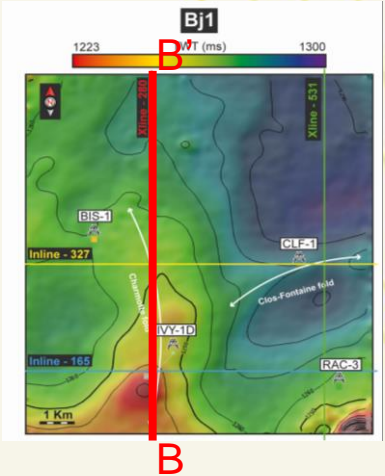 Bj1
1223 B' WT (ms) 1300
Xline - 280
Xline - 531
BIS-1
CLF-1
Inline - 327
Clos-Fontaine fold
IVY-1D
Inline - 165
RAC-3
1 Km
B